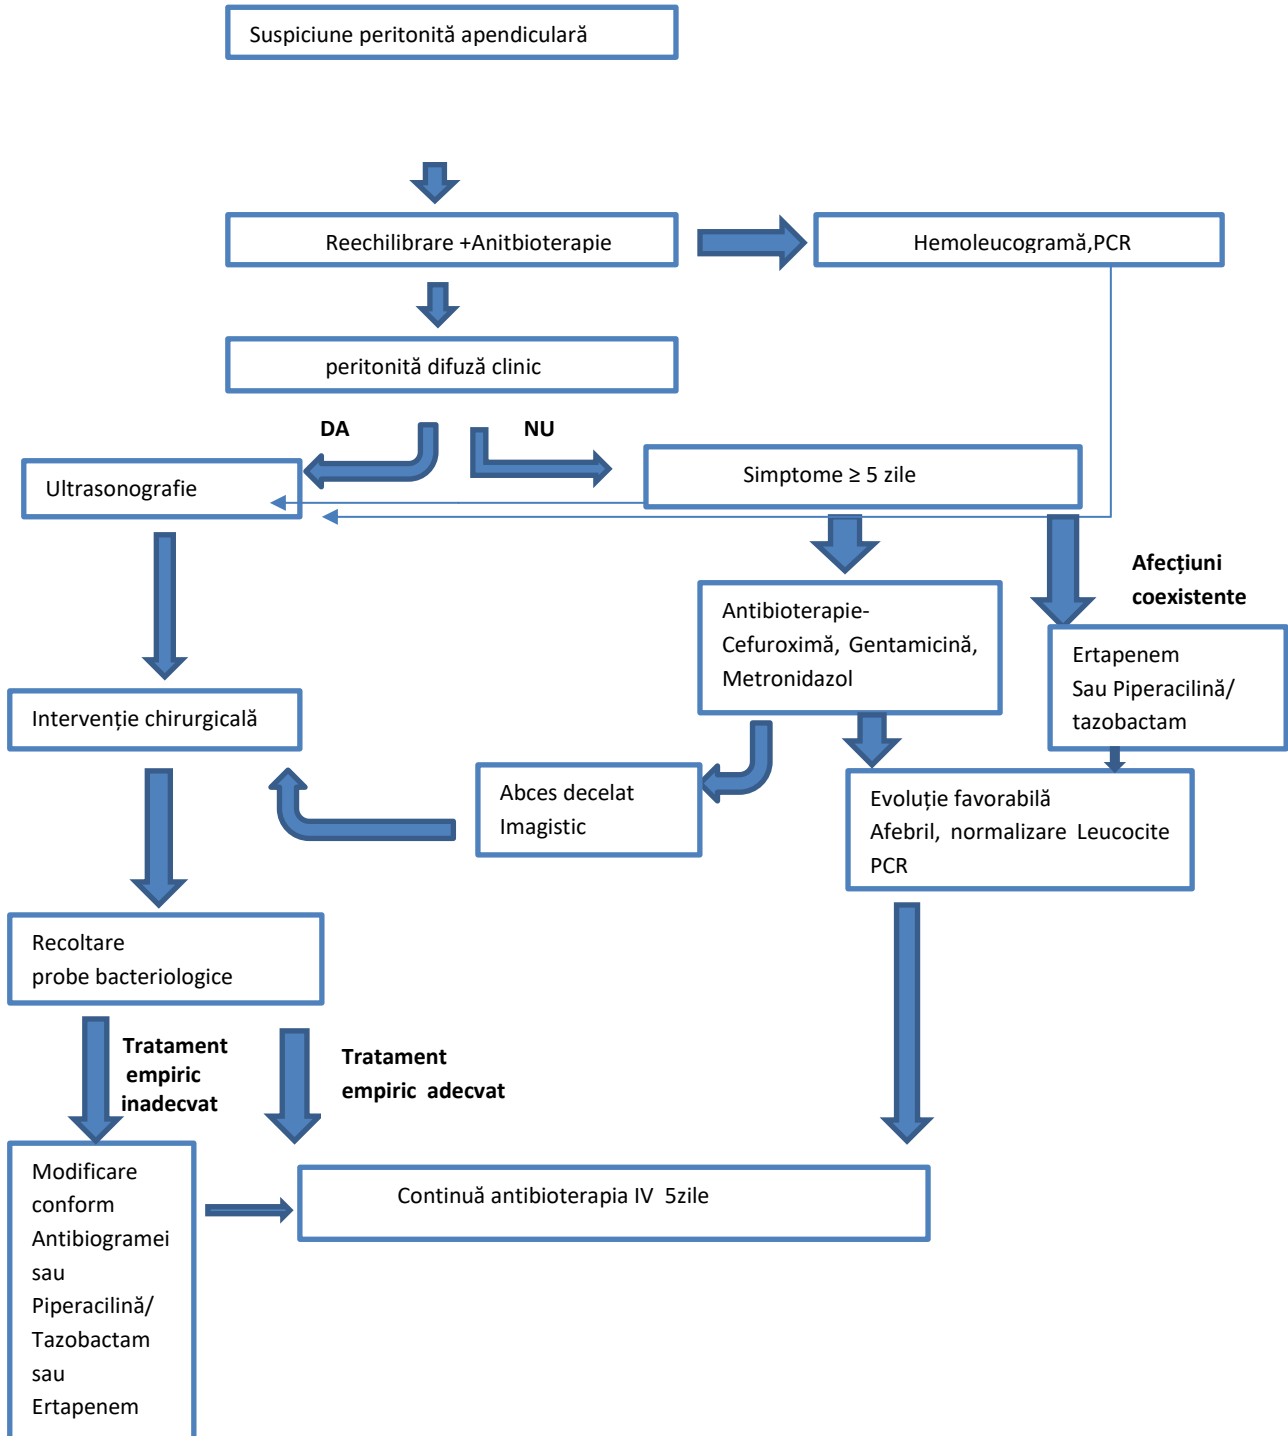 Suspiciune peritonită apendiculară
Reechilibrare +Anitbioterapie
Hemoleucogramă,PCR
peritonită difuză clinic
DA
NU
Ultrasonografie
Simptome ≥ 5 zile
Afecțiuni
coexistente
Antibioterapie-
Cefuroximă, Gentamicină,
Metronidazol
Ertapenem
Sau Piperacilină/
tazobactam
Intervenție chirurgicală
Abces decelat
Imagistic
Evoluție favorabilă
Afebril, normalizare Leucocite
PCR
Recoltare
probe bacteriologice
Tratament
empiric
inadecvat
Tratament
empiric adecvat
Modificare
conform
Antibiogramei
sau
Piperacilină/
Tazobactam
sau
Ertapenem
Continuă antibioterapia IV 5zile